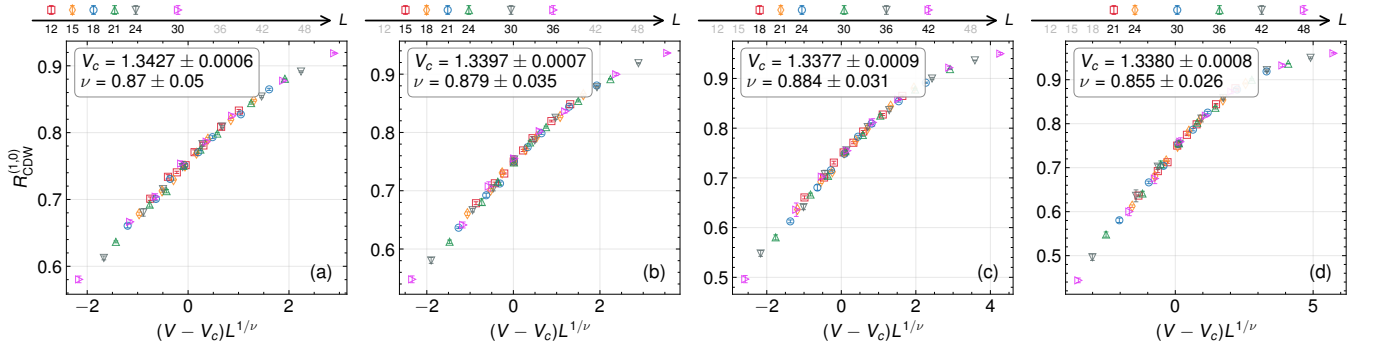 L
12 15 18 21 24 30 36 42 48
V_c = 1.3427 ± 0.0006
ν = 0.87 ± 0.05
R_CDW^(1,0)
0.9
0.8
0.7
0.6
(a)
−2 0 2
(V − V_c)L^{1/ν}
L
12 15 18 21 24 30 36 42 48
V_c = 1.3397 ± 0.0007
ν = 0.879 ± 0.035
0.9
0.8
0.7
0.6
(b)
−2 0 2
(V − V_c)L^{1/ν}
L
12 15 18 21 24 30 36 42 48
V_c = 1.3377 ± 0.0009
ν = 0.884 ± 0.031
0.9
0.8
0.7
0.6
0.5
(c)
−2 0 2 4
(V − V_c)L^{1/ν}
L
12 15 18 21 24 30 36 42 48
V_c = 1.3380 ± 0.0008
ν = 0.855 ± 0.026
0.9
0.8
0.7
0.6
0.5
(d)
0 5
(V − V_c)L^{1/ν}